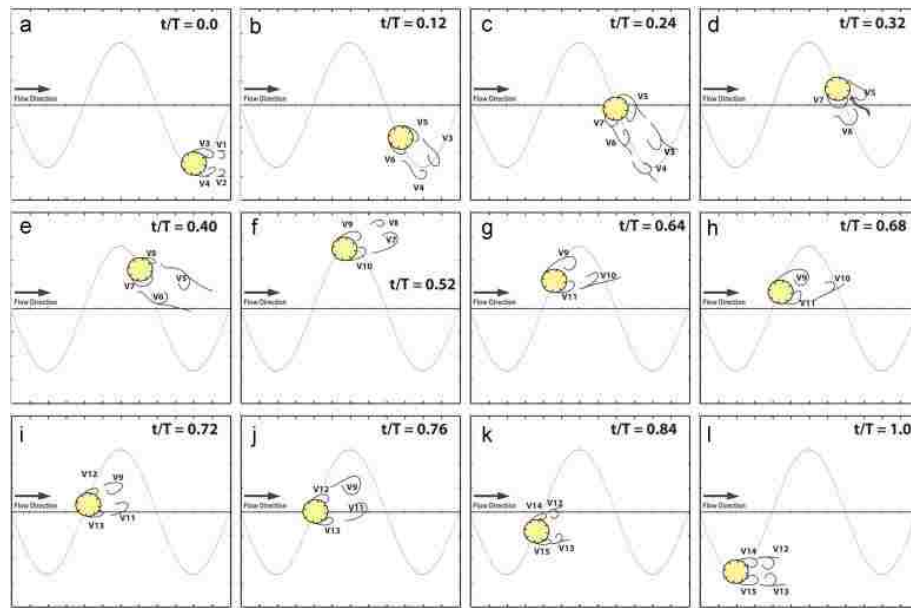 a
t/T = 0.0
Flow Direction
V3
V1
V4
V2
b
t/T = 0.12
Flow Direction
V5
V3
V6
V4
c
t/T = 0.24
Flow Direction
V5
V7
V6
V3
V4
d
t/T = 0.32
Flow Direction
V5
V7
V6
e
t/T = 0.40
Flow Direction
V8
V5
V7
V6
f
V9
V8
V7
V10
t/T = 0.52
Flow Direction
g
t/T = 0.64
V9
V10
V11
Flow Direction
h
t/T = 0.68
V9
V10
V11
Flow Direction
i
t/T = 0.72
V12
V9
Flow Direction
V13
V11
j
t/T = 0.76
V12
V9
Flow Direction
V11
V13
k
t/T = 0.84
Flow Direction
V14
V12
V15
V13
l
t/T = 1.0
Flow Direction
V14
V12
V15
V13